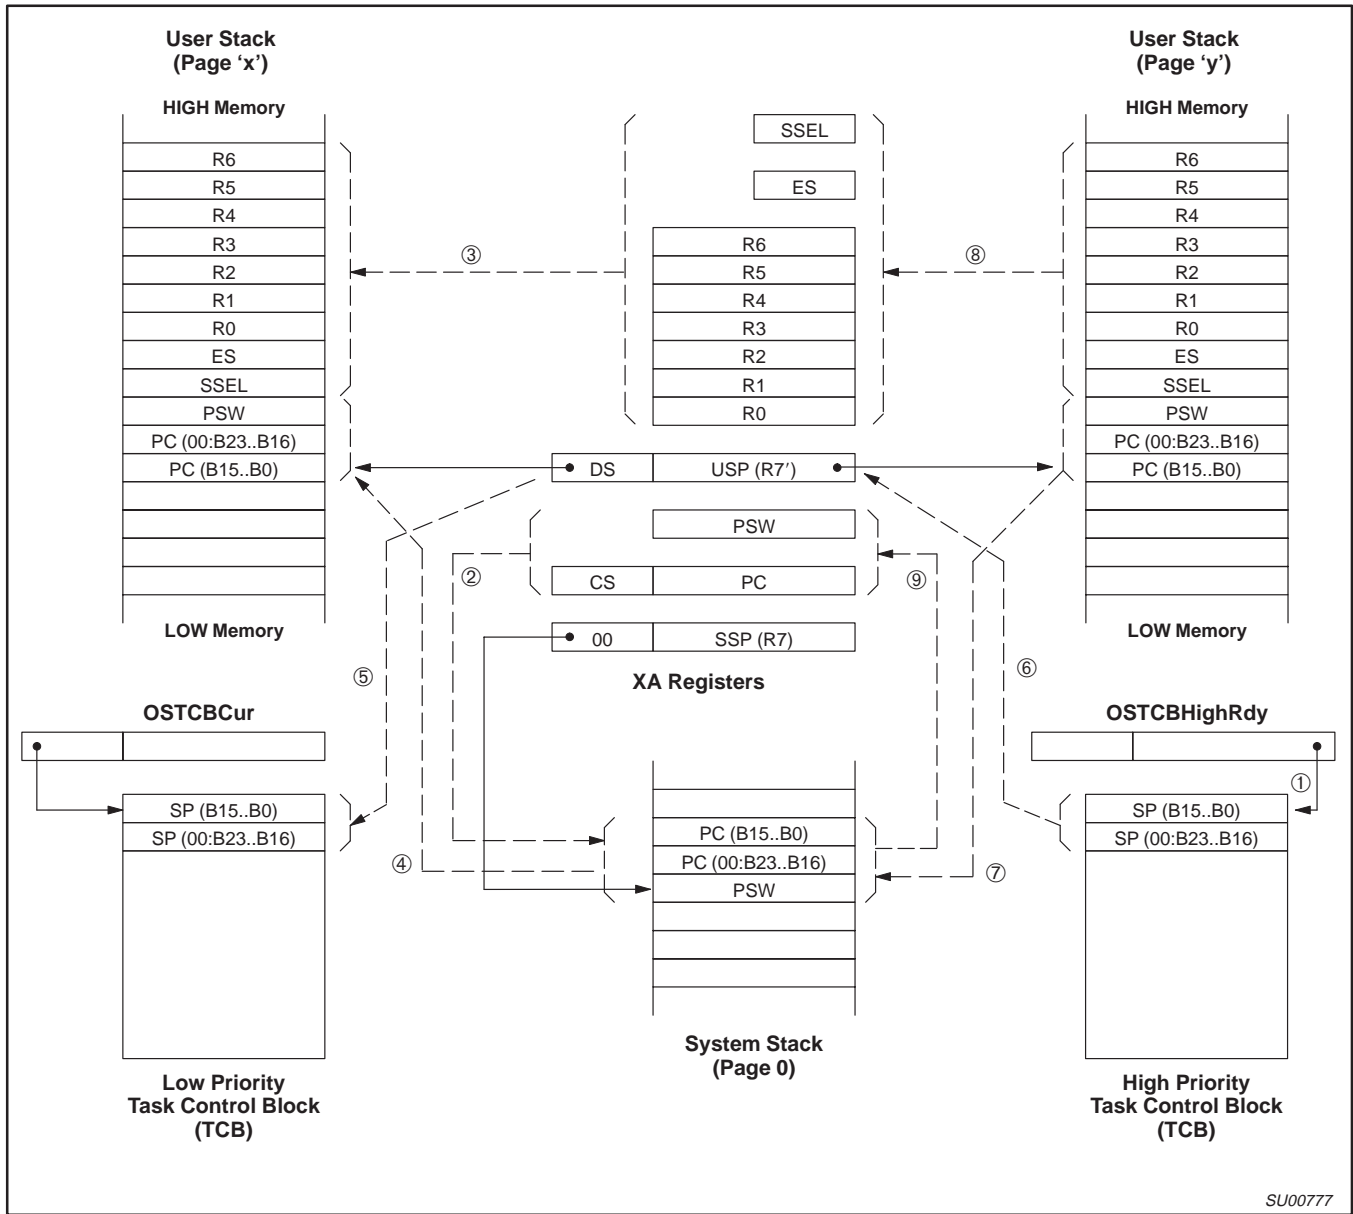 User Stack
(Page ‘x’)
HIGH Memory
R6
R5
R4
R3
R2
R1
R0
ES
SSEL
PSW
PC (00:B23..B16)
PC (B15..B0)
LOW Memory
③
SSEL
ES
R6
R5
R4
R3
R2
R1
R0
DS
USP (R7′)
PSW
CS
PC
00
SSP (R7)
XA Registers
⑧
User Stack
(Page ‘y’)
HIGH Memory
R6
R5
R4
R3
R2
R1
R0
ES
SSEL
PSW
PC (00:B23..B16)
PC (B15..B0)
LOW Memory
②
⑨
⑤
⑥
OSTCBCur
SP (B15..B0)
SP (00:B23..B16)
Low Priority
Task Control Block
(TCB)
④
PC (B15..B0)
PC (00:B23..B16)
PSW
System Stack
(Page 0)
⑦
OSTCBHighRdy
①
SP (B15..B0)
SP (00:B23..B16)
High Priority
Task Control Block
(TCB)
SU00777